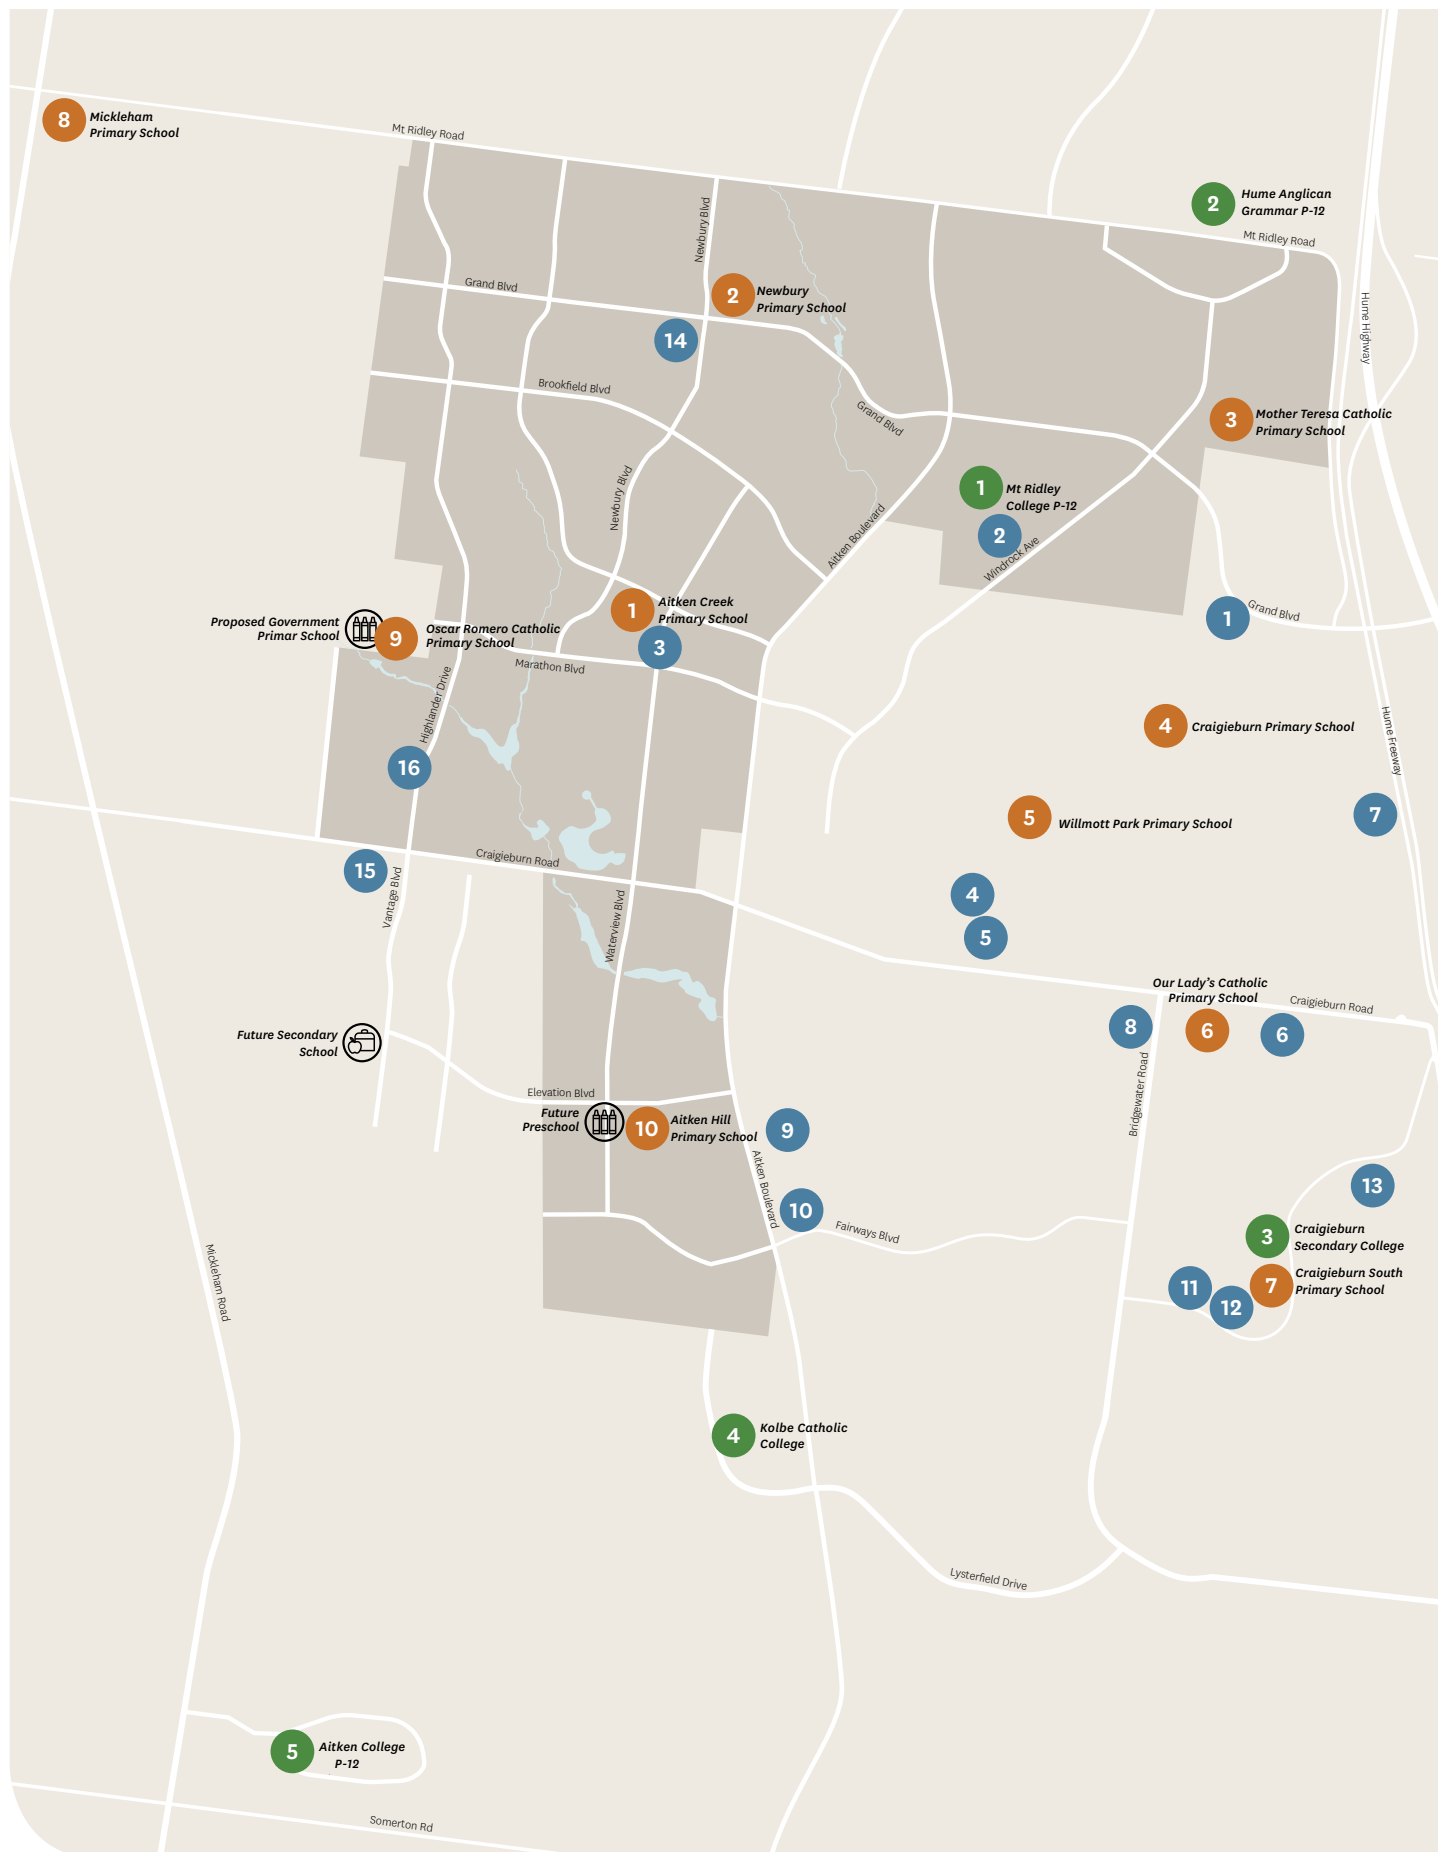 8
Mickleham
Primary School
Mt Ridley Road
2
Hume Anglican
Grammar P-12
Mt Ridley Road
Newbury Blvd
Grand Blvd
2
Newbury
Primary School
Hume Highway
14
Brookfield Blvd
Grand Blvd
3
Mother Teresa Catholic
Primary School
Newbury Blvd
1
Mt Ridley
College P-12
2
Aitken Boulevard
Windrock Ave
1
Aitken Creek
Primary School
3
1
Grand Blvd
Proposed Government
Primar School
9
Oscar Romero Catholic
Primary School
Marathon Blvd
Highlander Drive
16
4
Craigieburn Primary School
Hume Freeway
5
Willmott Park Primary School
7
15
Craigieburn Road
Vantage Blvd
Waterview Blvd
4
5
Our Lady's Catholic
Primary School
Craigieburn Road
8
6
6
Future Secondary
School
Bridgewater Road
Elevation Blvd
Future
Preschool
10
Aitken Hill
Primary School
9
Aitken Boulevard
10
Fairways Blvd
13
3
Craigieburn
Secondary College
11
12
7
Craigieburn South
Primary School
Mickleham Road
4
Kolbe Catholic
College
Lysterfield Drive
5
Aitken College
P-12
Somerton Rd